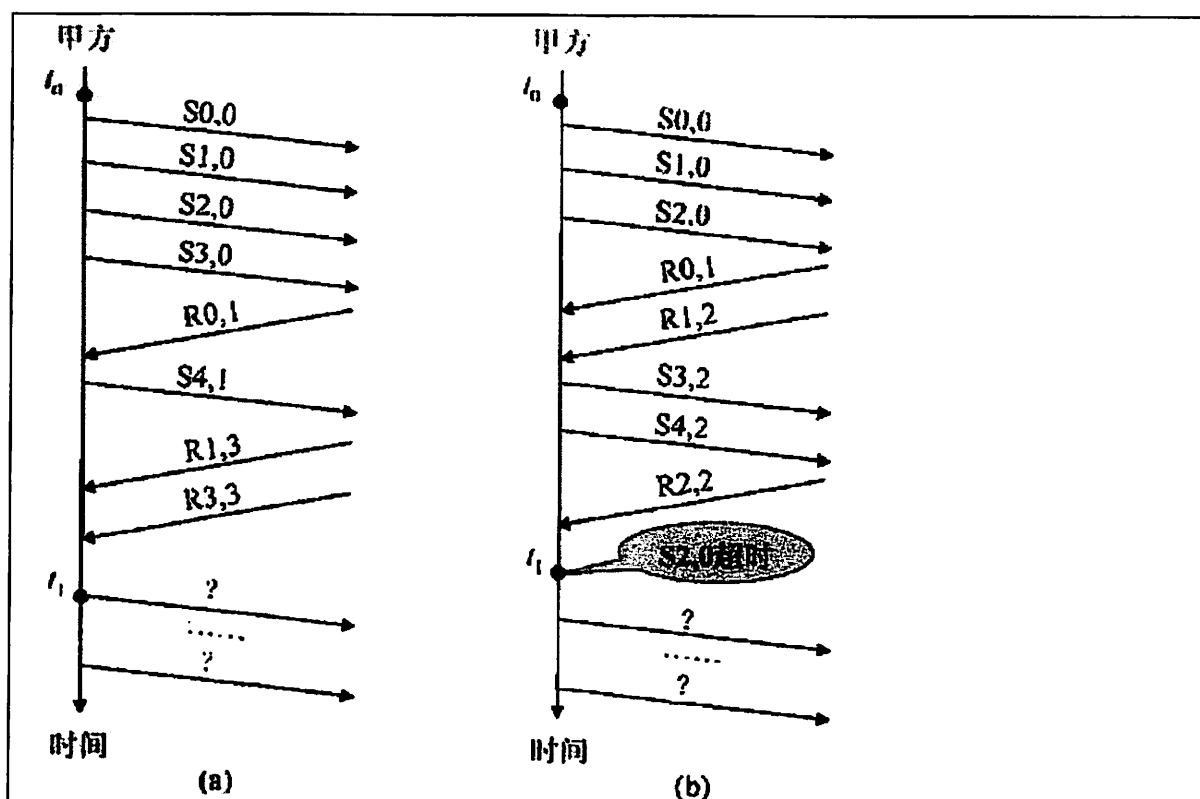 甲方
t0
S0,0
S1,0
S2,0
S3,0
R0,1
S4,1
R1,3
R3,3
t1
?
......
?
时间
(a)
甲方
t0
S0,0
S1,0
S2,0
R0,1
R1,2
S3,2
S4,2
R2,2
S2,0超时
t1
?
......
?
时间
(b)